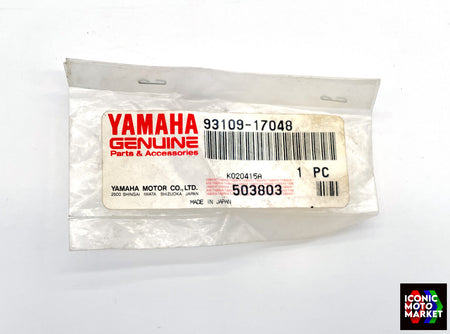 YAMAHA
GENUINE
Parts & Accessories
93109-17048
K020415A
1 PC
YAMAHA MOTOR CO., LTD.
2500 SHINGAI IWATA SHIZUOKA JAPAN
503803
MADE IN JAPAN
ICONIC
MOTO
MARKET